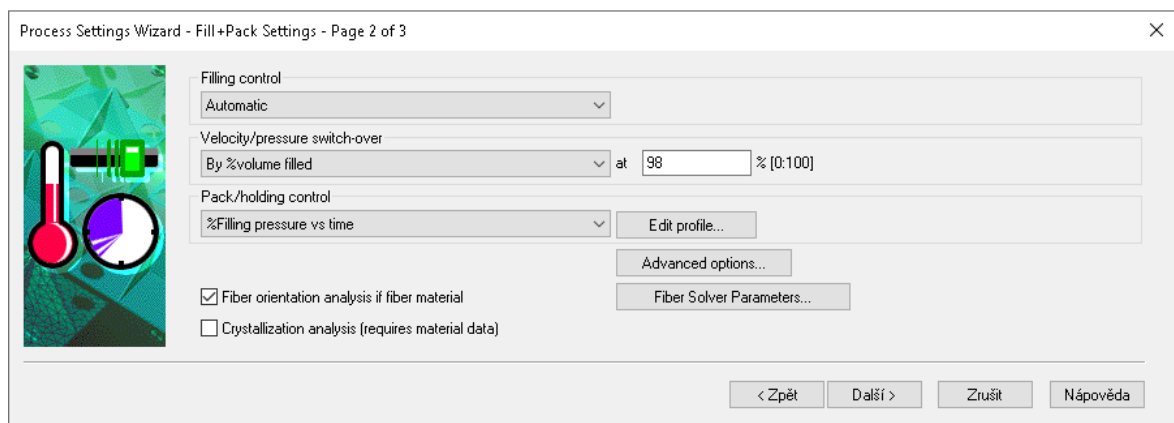 Process Settings Wizard - Fill+Pack Settings - Page 2 of 3
Filling control
Automatic
Velocity/pressure switch-over
By %volume filled at 98 % [0:100]
Pack/holding control
%Filling pressure vs time Edit profile...
Advanced options...
Fiber orientation analysis if fiber material Fiber Solver Parameters...
Crystallization analysis (requires material data)
< Zpět Další > Zrušit Nápověda